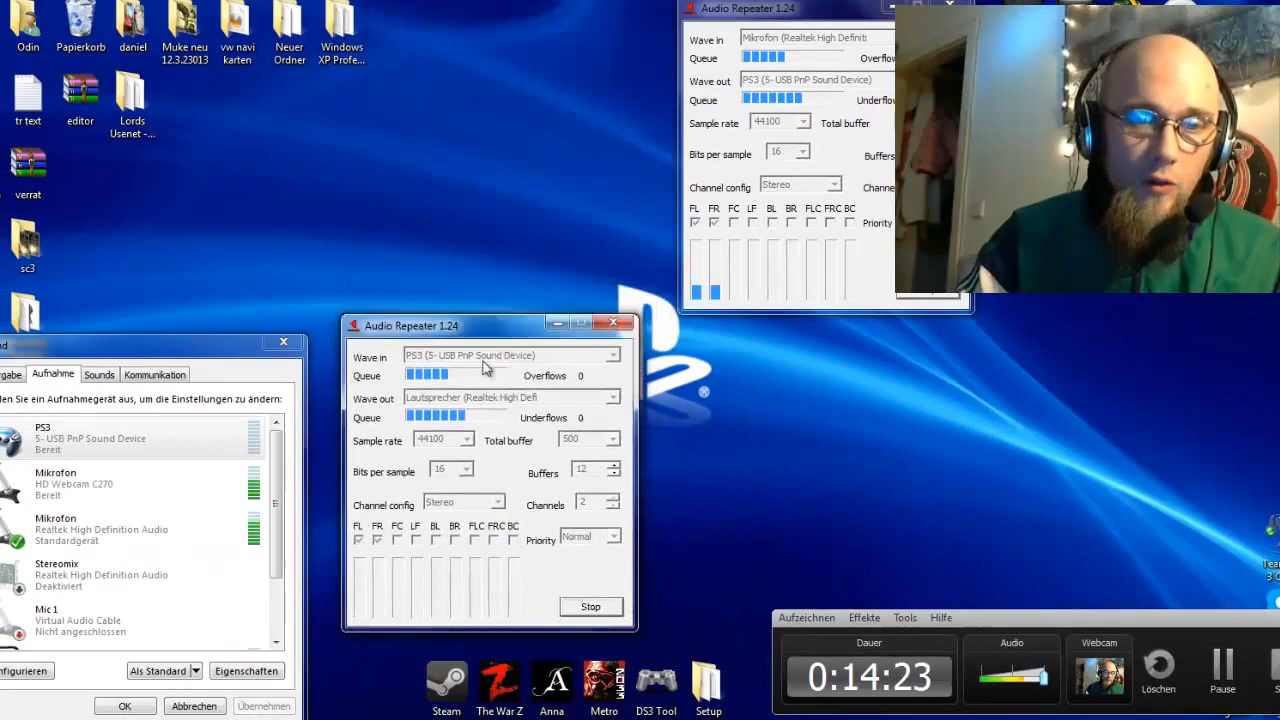 Odin
Papierkorb
daniel
Muke neu
12.3.23013
vw navi
karten
Neuer
Ordner
Windows
XP Profe...
tr text
editor
Lords
Usenet -...
verrat
sc3
Audio Repeater 1.24
Wave in
Mikrofon (Realtek High Definiti
Queue
Overflo
Wave out
PS3 (5- USB PnP Sound Device)
Queue
Underflo
Sample rate
44100
Total buffer
Bits per sample
16
Buffers
Channel config
Stereo
Channe
FL FR FC LF BL BR FLC FRC BC
Priority
Audio Repeater 1.24
Wave in
PS3 (5- USB PnP Sound Device)
Queue
Overflows 0
Wave out
Lautsprecher (Realtek High Defi
Queue
Underflows 0
Sample rate
44100
Total buffer
500
Bits per sample
16
Buffers
12
Channel config
Stereo
Channels
2
FL FR FC LF BL BR FLC FRC BC
Priority
Normal
Stop
nd
rgabe
Aufnahme
Sounds
Kommunikation
len Sie ein Aufnahmegerät aus, um die Einstellungen zu ändern:
PS3
5- USB PnP Sound Device
Bereit
Mikrofon
HD Webcam C270
Bereit
Mikrofon
Realtek High Definition Audio
Standardgerät
Stereomix
Realtek High Definition Audio
Deaktiviert
Mic 1
Virtual Audio Cable
Nicht angeschlossen
nfigurieren
Als Standard
Eigenschaften
OK
Abbrechen
Übernehmen
Steam
The War Z
Anna
Metro
DS3 Tool
Setup
Team
3 C
Aufzeichnen
Effekte
Tools
Hilfe
Dauer
0:14:23
Audio
Webcam
Löschen
Pause
S